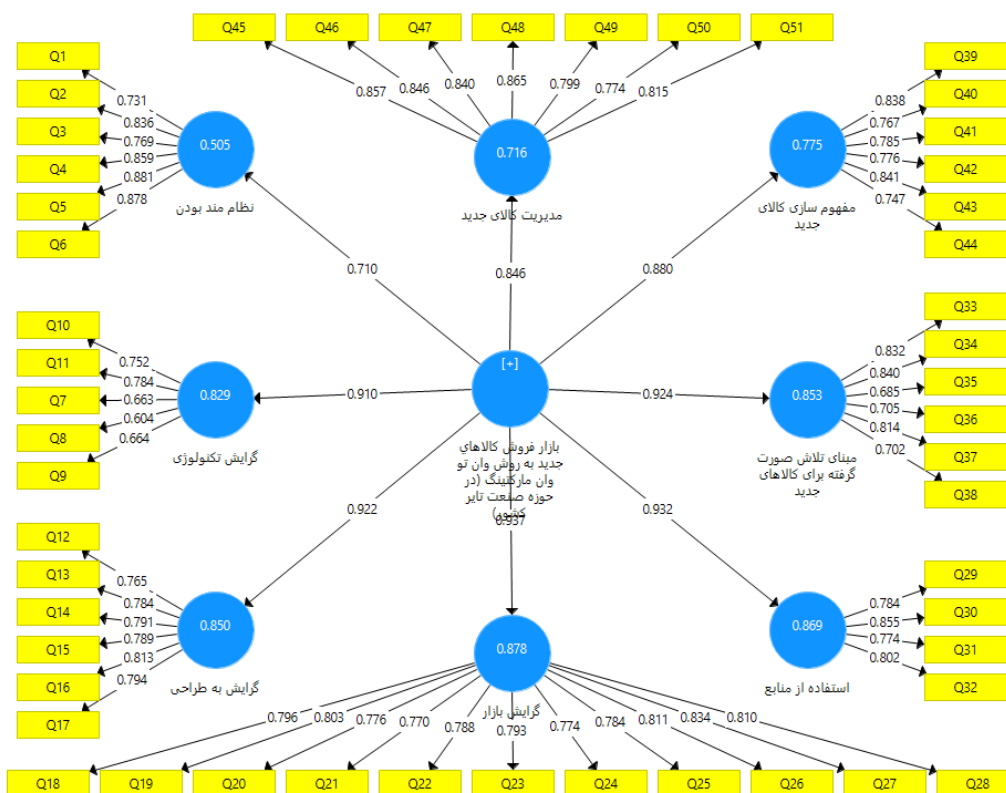 Q45 Q46 Q47 Q48 Q49 Q50 Q51
0.857 0.846 0.840 0.865 0.799 0.774 0.815
0.716
مدیریت کالای جدید
Q1
Q2
Q3
Q4
Q5
Q6
0.731
0.836
0.769
0.859
0.881
0.878
0.505
نظام مند بودن
Q39
Q40
Q41
Q42
Q43
Q44
0.838
0.767
0.785
0.776
0.841
0.747
0.775
مفهوم سازی کالای
جدید
0.710
0.846
0.880
Q10
Q11
Q7
Q8
Q9
0.752
0.784
0.663
0.604
0.664
0.829
گرایش تکنولوژی
0.910
[+]
بازار فروش کالاهاي
جدید به روش وان تو
وان مارکتینگ (در
حوزه صنعت تایر
کشور)
0.924
Q33
Q34
Q35
Q36
Q37
Q38
0.832
0.840
0.685
0.705
0.814
0.702
0.853
مبنای تلاش صورت
گرفته برای کالاهای
جدید
0.922
0.937
0.932
Q12
Q13
Q14
Q15
Q16
Q17
0.765
0.784
0.791
0.789
0.813
0.794
0.850
گرایش به طراحی
Q29
Q30
Q31
Q32
0.784
0.855
0.774
0.802
0.869
استفاده از منابع
0.878
گرایش بازار
0.796 0.803 0.776 0.770 0.788 0.793 0.774 0.784 0.811 0.834 0.810
Q18 Q19 Q20 Q21 Q22 Q23 Q24 Q25 Q26 Q27 Q28